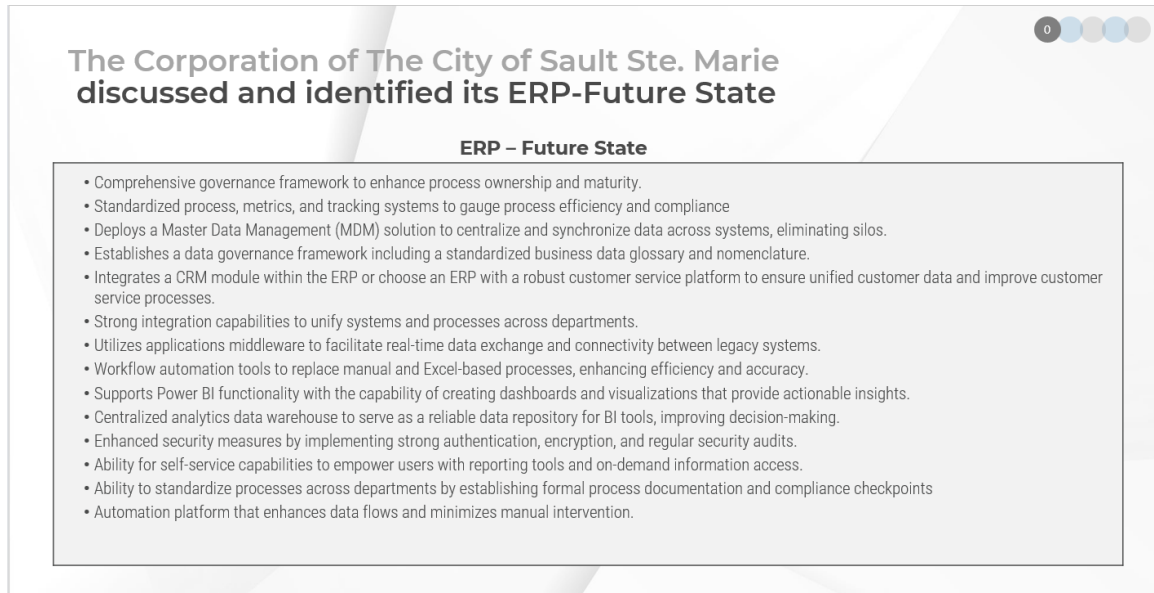 0
The Corporation of The City of Sault Ste. Marie
discussed and identified its ERP-Future State
ERP – Future State
• Comprehensive governance framework to enhance process ownership and maturity.
• Standardized process, metrics, and tracking systems to gauge process efficiency and compliance
• Deploys a Master Data Management (MDM) solution to centralize and synchronize data across systems, eliminating silos.
• Establishes a data governance framework including a standardized business data glossary and nomenclature.
• Integrates a CRM module within the ERP or choose an ERP with a robust customer service platform to ensure unified customer data and improve customer
service processes.
• Strong integration capabilities to unify systems and processes across departments.
• Utilizes applications middleware to facilitate real-time data exchange and connectivity between legacy systems.
• Workflow automation tools to replace manual and Excel-based processes, enhancing efficiency and accuracy.
• Supports Power BI functionality with the capability of creating dashboards and visualizations that provide actionable insights.
• Centralized analytics data warehouse to serve as a reliable data repository for BI tools, improving decision-making.
• Enhanced security measures by implementing strong authentication, encryption, and regular security audits.
• Ability for self-service capabilities to empower users with reporting tools and on-demand information access.
• Ability to standardize processes across departments by establishing formal process documentation and compliance checkpoints
• Automation platform that enhances data flows and minimizes manual intervention.